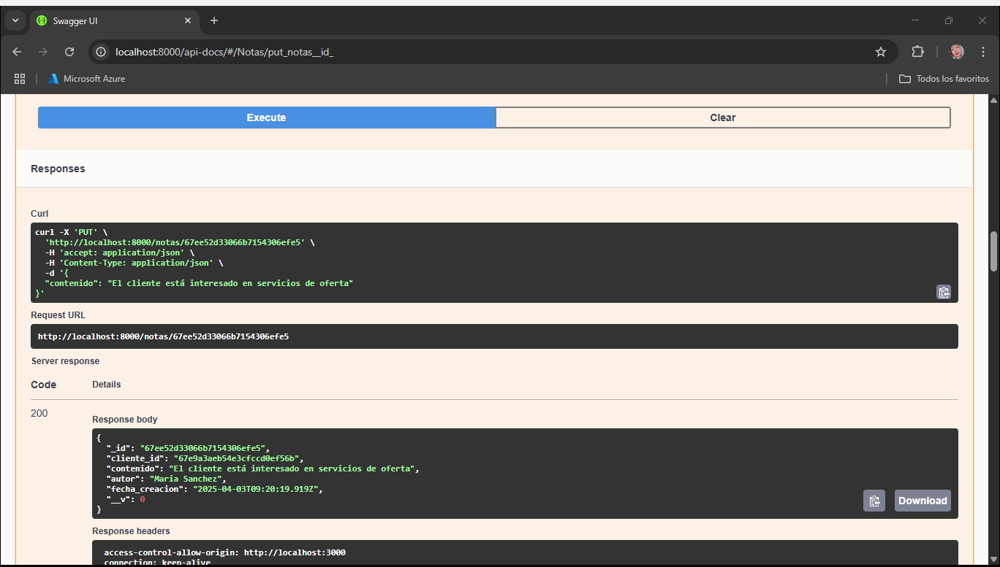 Swagger UI
localhost:8000/api-docs/#/Notas/put_notas__id_
Microsoft Azure
Todos los favoritos
Execute
Clear
Responses
Curl
curl -X 'PUT' \
'http://localhost:8000/notas/67ee52d33066b7154306efe5' \
-H 'accept: application/json' \
-H 'Content-Type: application/json' \
-d '{
"contenido": "El cliente está interesado en servicios de oferta"
}'
Request URL
http://localhost:8000/notas/67ee52d33066b7154306efe5
Server response
Code Details
200
Response body
{
"_id": "67ee52d33066b7154306efe5",
"cliente_id": "67e9a3aeb54e3cfccd0ef56b",
"contenido": "El cliente está interesado en servicios de oferta",
"autor": "Maria Sanchez",
"fecha_creacion": "2025-04-03T09:20:19.919Z",
"__v": 0
}
Download
Response headers
access-control-allow-origin: http://localhost:3000
connection: keep-alive